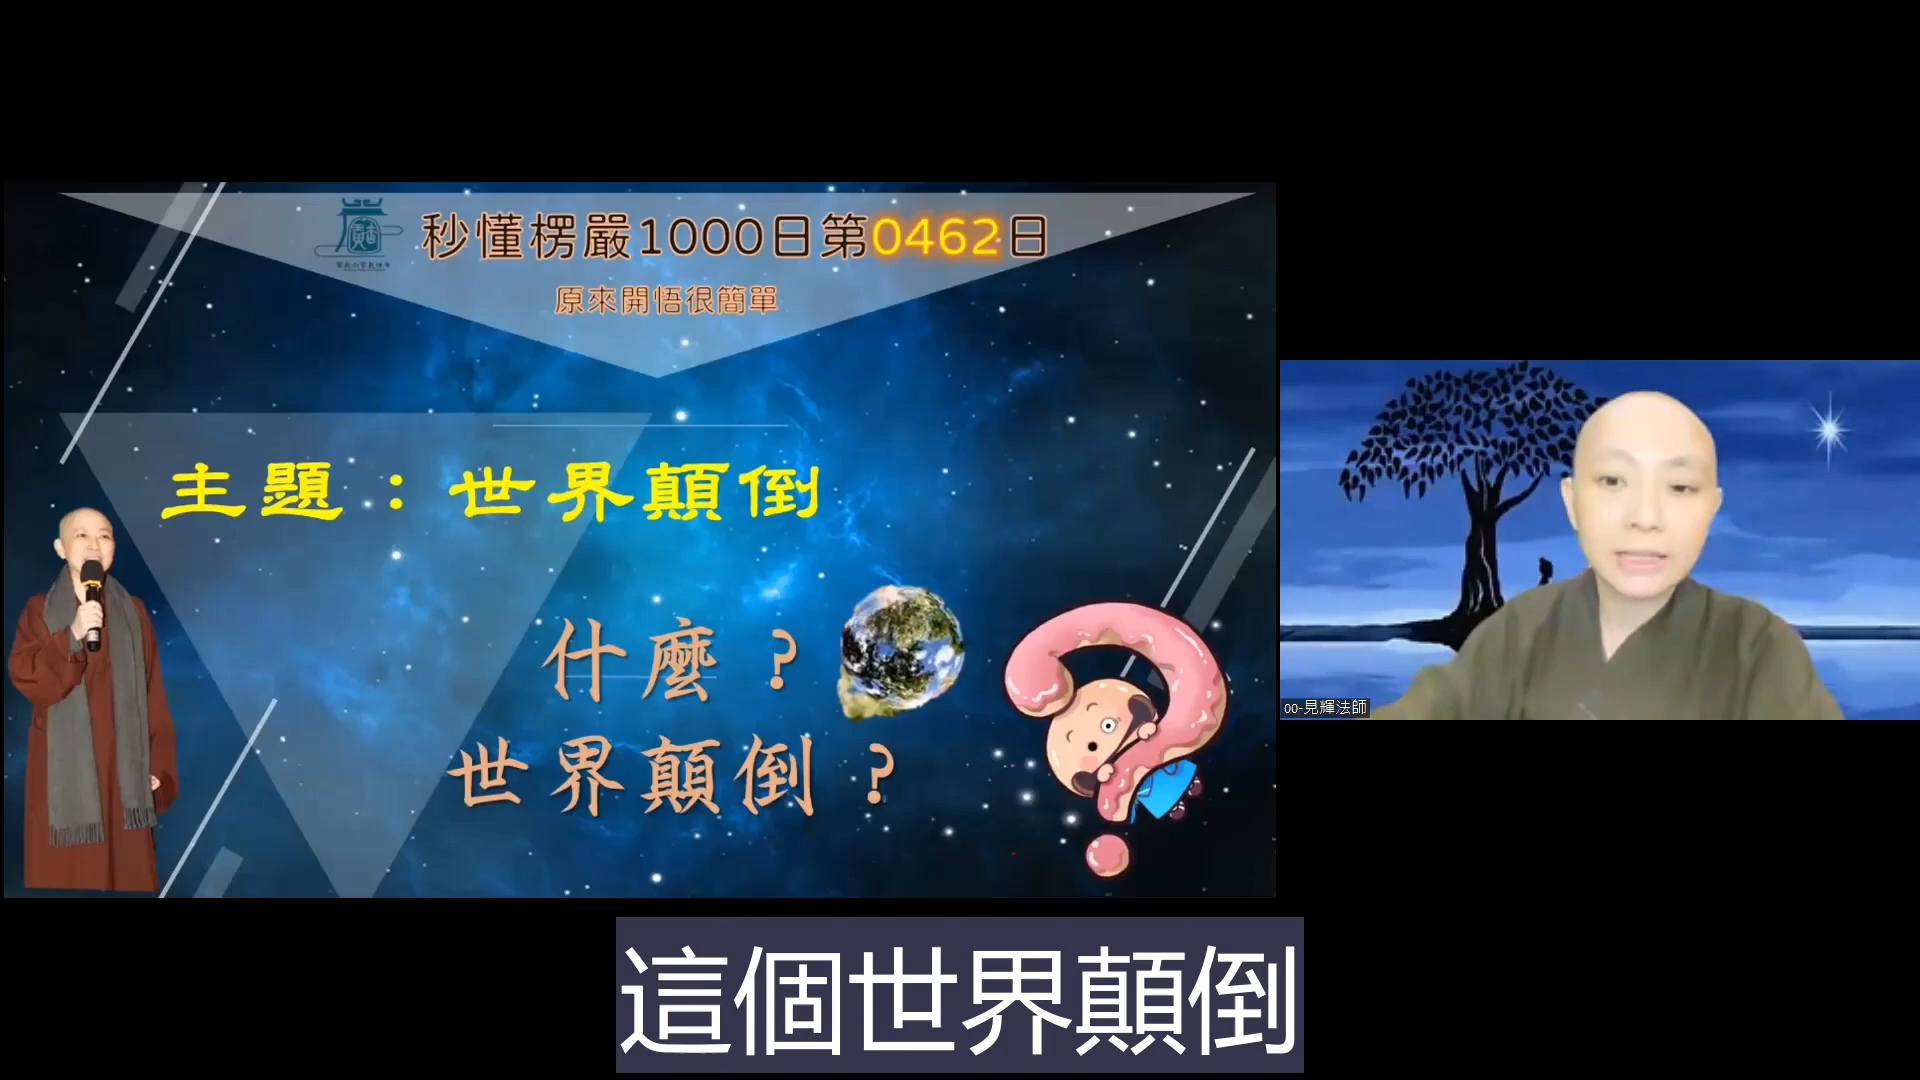 秒懂楞嚴1000日第0462日
原來開悟很簡單
主題：世界顛倒
什麼？
世界顛倒？
00-見輝法師
這個世界顛倒